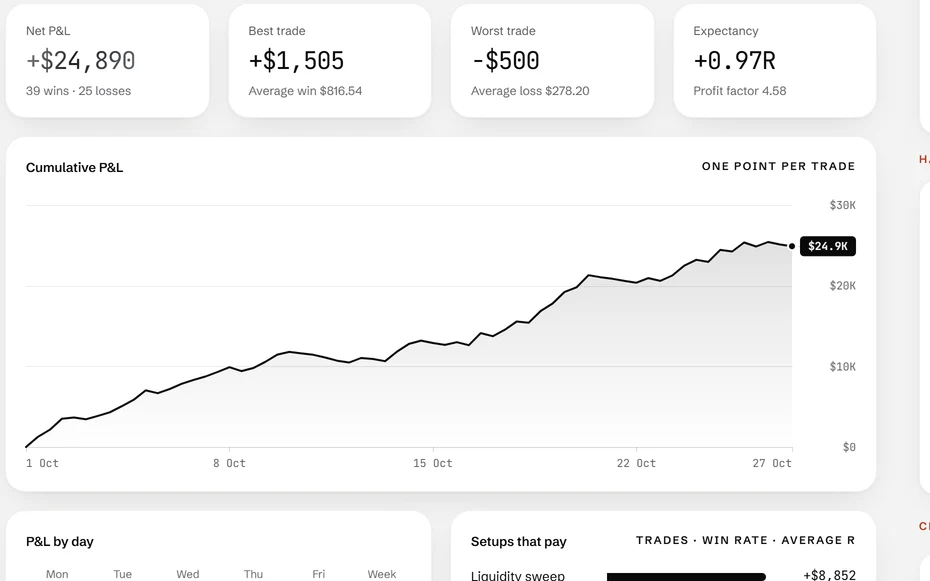 Net P&L
+$24,890
39 wins · 25 losses
Best trade
+$1,505
Average win $816.54
Worst trade
-$500
Average loss $278.20
Expectancy
+0.97R
Profit factor 4.58
Cumulative P&L
ONE POINT PER TRADE
$30K
$24.9K
$20K
$10K
$0
1 Oct 8 Oct 15 Oct 22 Oct 27 Oct
P&L by day
Mon Tue Wed Thu Fri Week
Setups that pay
TRADES · WIN RATE · AVERAGE R
Liquidity sweep
+$8,852